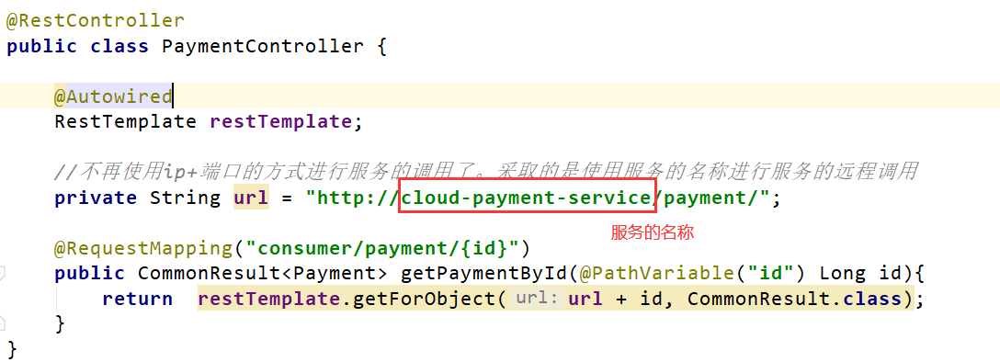 @RestController
public class PaymentController {
@Autowired
RestTemplate restTemplate;
//不再使用ip+端口的方式进行服务的调用了。采取的是使用服务的名称进行服务的远程调用
private String url = "http://cloud-payment-service/payment/";
服务的名称
@RequestMapping("consumer/payment/{id}")
public CommonResult<Payment> getPaymentById(@PathVariable("id") Long id){
return restTemplate.getForObject( url: url + id, CommonResult.class);
}
}